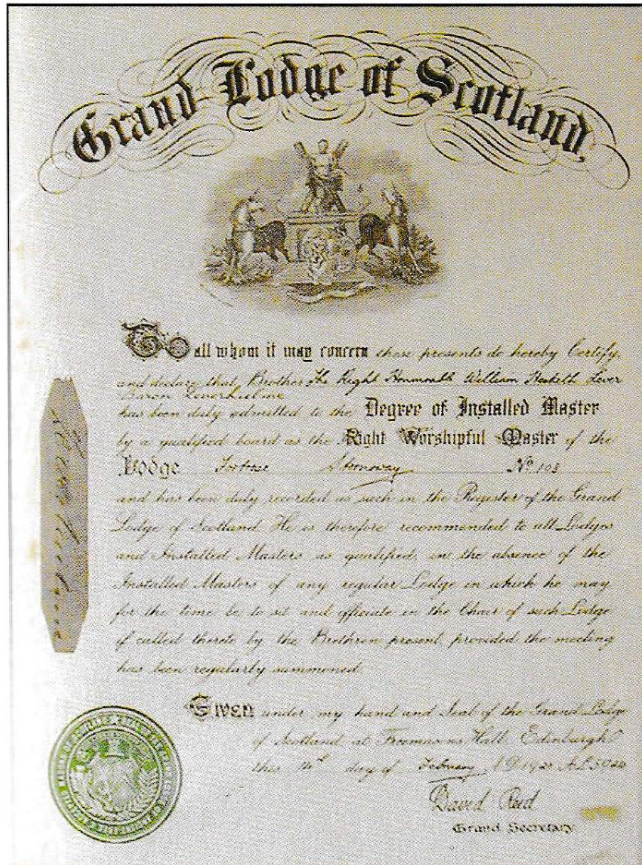 Grand Lodge of Scotland.
To all whom it may concern these presents do hereby Certify,
and declare that Brother The Right Honourable William Hesketh Lever
Baron Leverhulme
has been duly admitted to the Degree of Installed Master
by a qualified board as the Right Worshipful Master of the
Lodge Fortrose Stornoway No 108
and has been duly recorded as such in the Register of the Grand
Lodge of Scotland. He is therefore recommended to all Lodges
and Installed Masters as qualified in the absence of the
Installed Masters of any regular Lodge in which he may
for the time be to sit and officiate in the Chair of such Lodge
if called thereto by the Brethren present, provided the meeting
has been regularly summoned.
Given under my hand and Seal of the Grand Lodge
of Scotland at Freemasons Hall, Edinburgh
this 14th day of February A.D. A.L.
David Reid
Grand Secretary.
Leverhulme